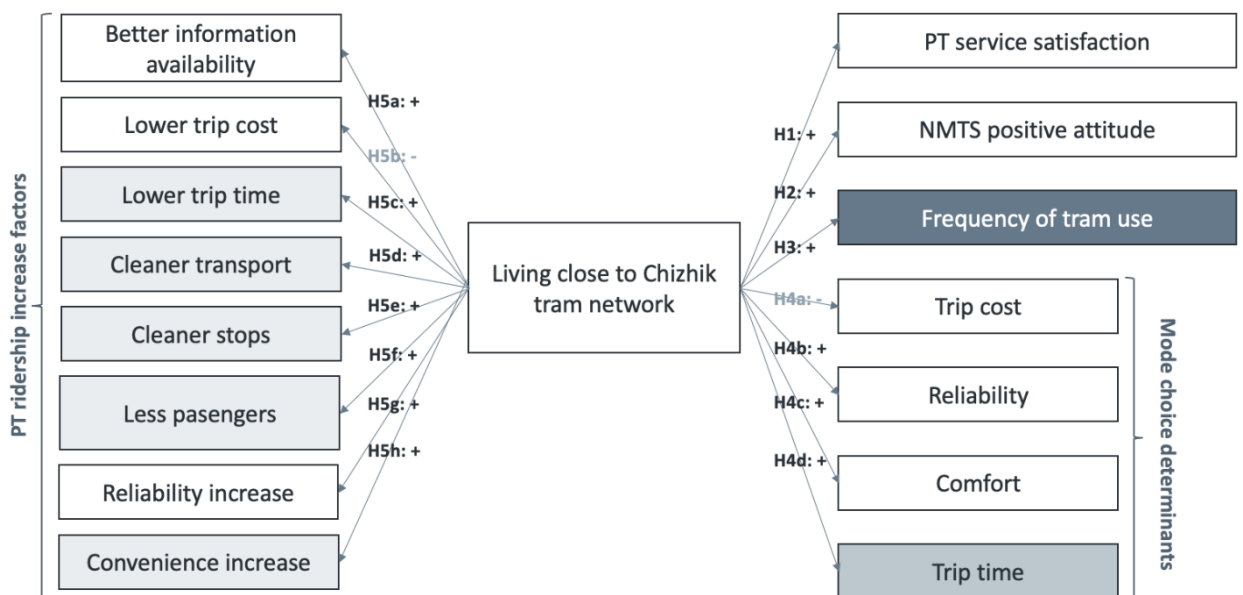 PT ridership increase factors
Better information
availability
Lower trip cost
Lower trip time
Cleaner transport
Cleaner stops
Less pasengers
Reliability increase
Convenience increase
H5a: +
H5b: -
H5c: +
H5d: +
H5e: +
H5f: +
H5g: +
H5h: +
Living close to Chizhik
tram network
H1: +
H2: +
H3: +
H4a: -
H4b: +
H4c: +
H4d: +
PT service satisfaction
NMTS positive attitude
Frequency of tram use
Trip cost
Reliability
Comfort
Trip time
Mode choice determinants